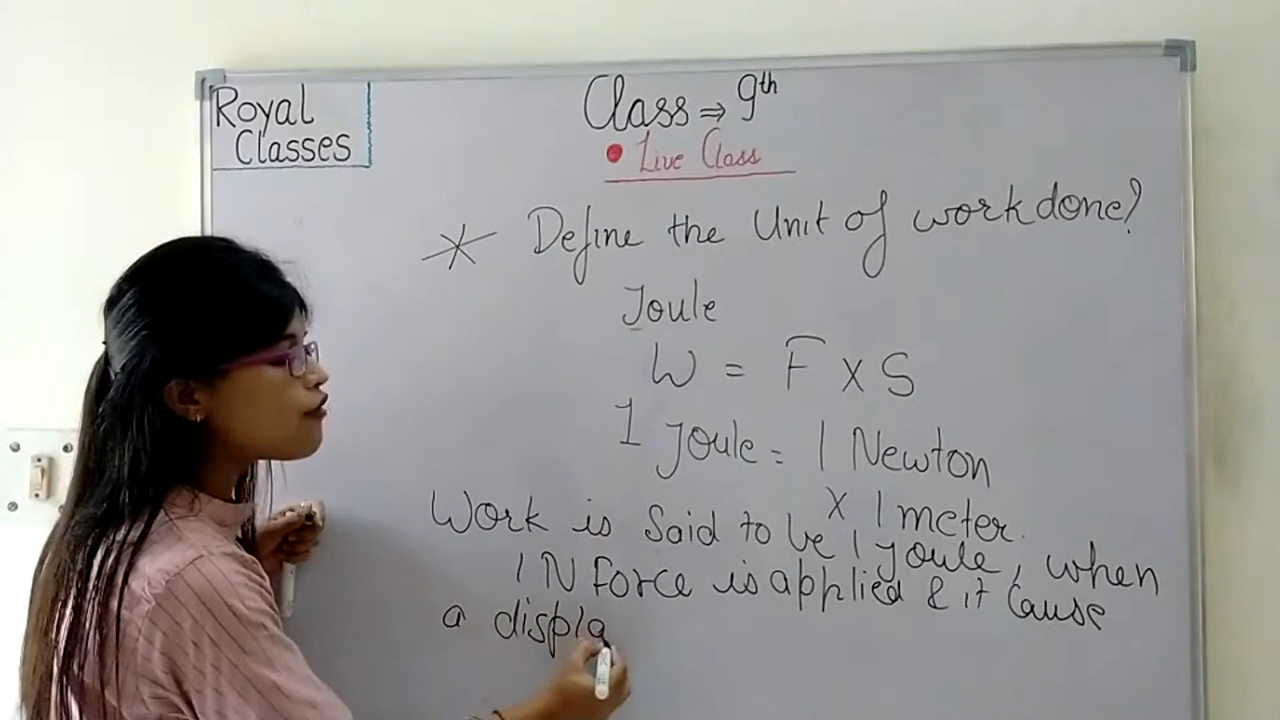 Royal
Classes
Class ⇒ 9th
• Live Class
* Define the Unit of workdone?
Joule
W = F X S
1 Joule = 1 Newton
X 1 meter.
Work is Said to be 1 Joule, when
1 N Force is applied & it Cause
a displa